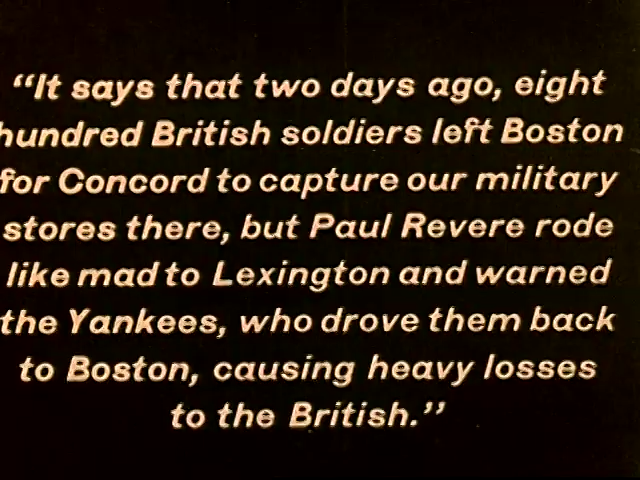 “It says that two days ago, eight
hundred British soldiers left Boston
for Concord to capture our military
stores there, but Paul Revere rode
like mad to Lexington and warned
the Yankees, who drove them back
to Boston, causing heavy losses
to the British.”